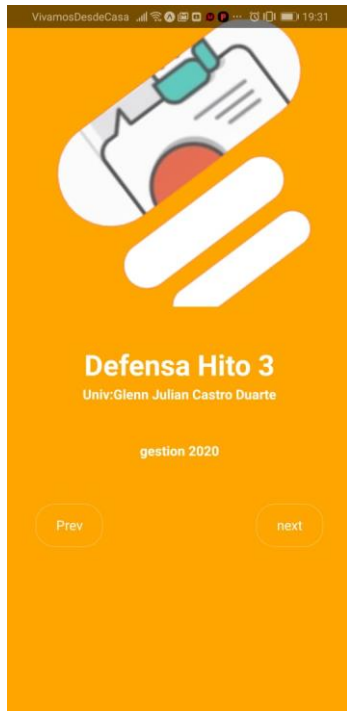 VivamosDesdeCasa 19:31
Defensa Hito 3
Univ:Glenn Julian Castro Duarte
gestion 2020
Prev next